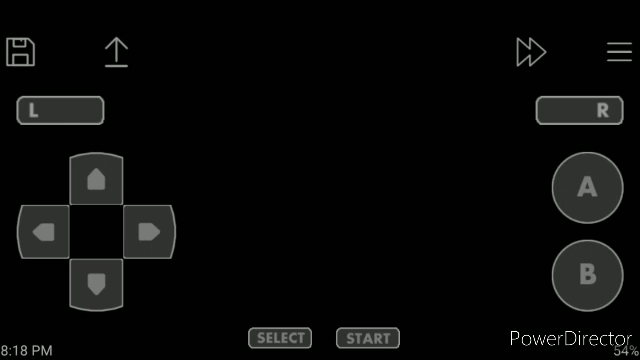 L
R
A
B
SELECT
START
PowerDirector
8:18 PM
54%